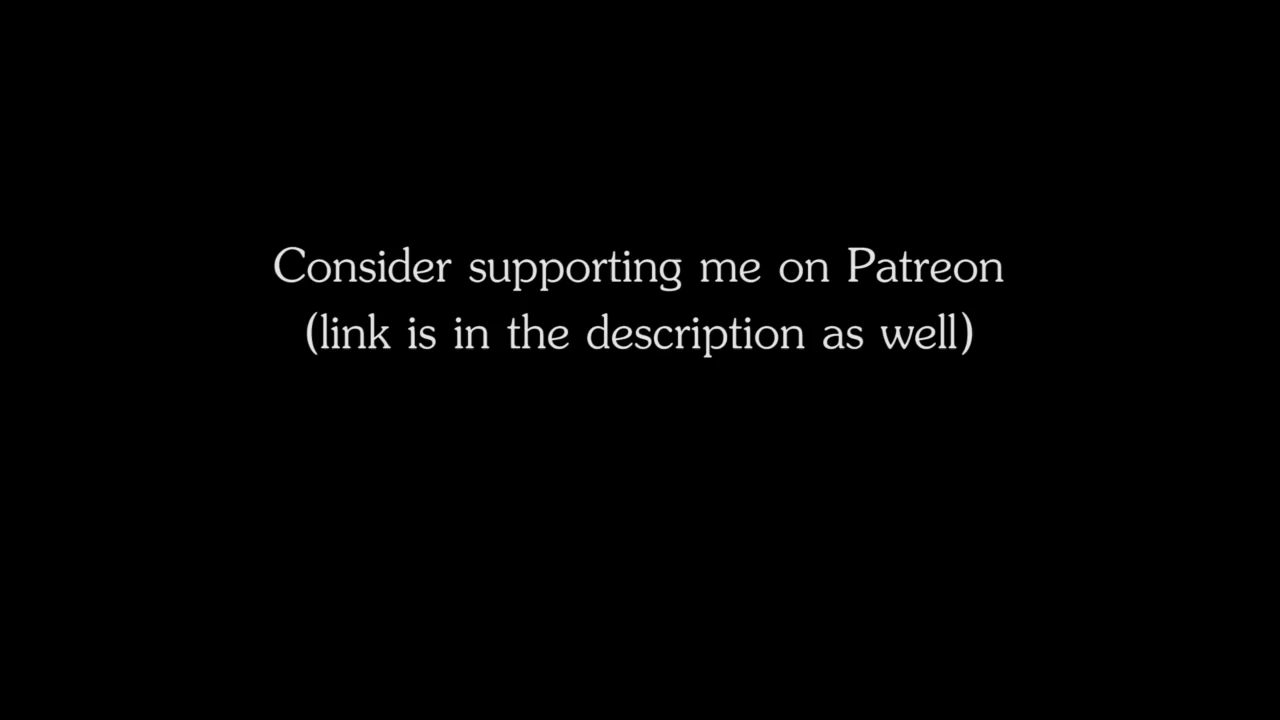 Consider supporting me on Patreon
(link is in the description as well)